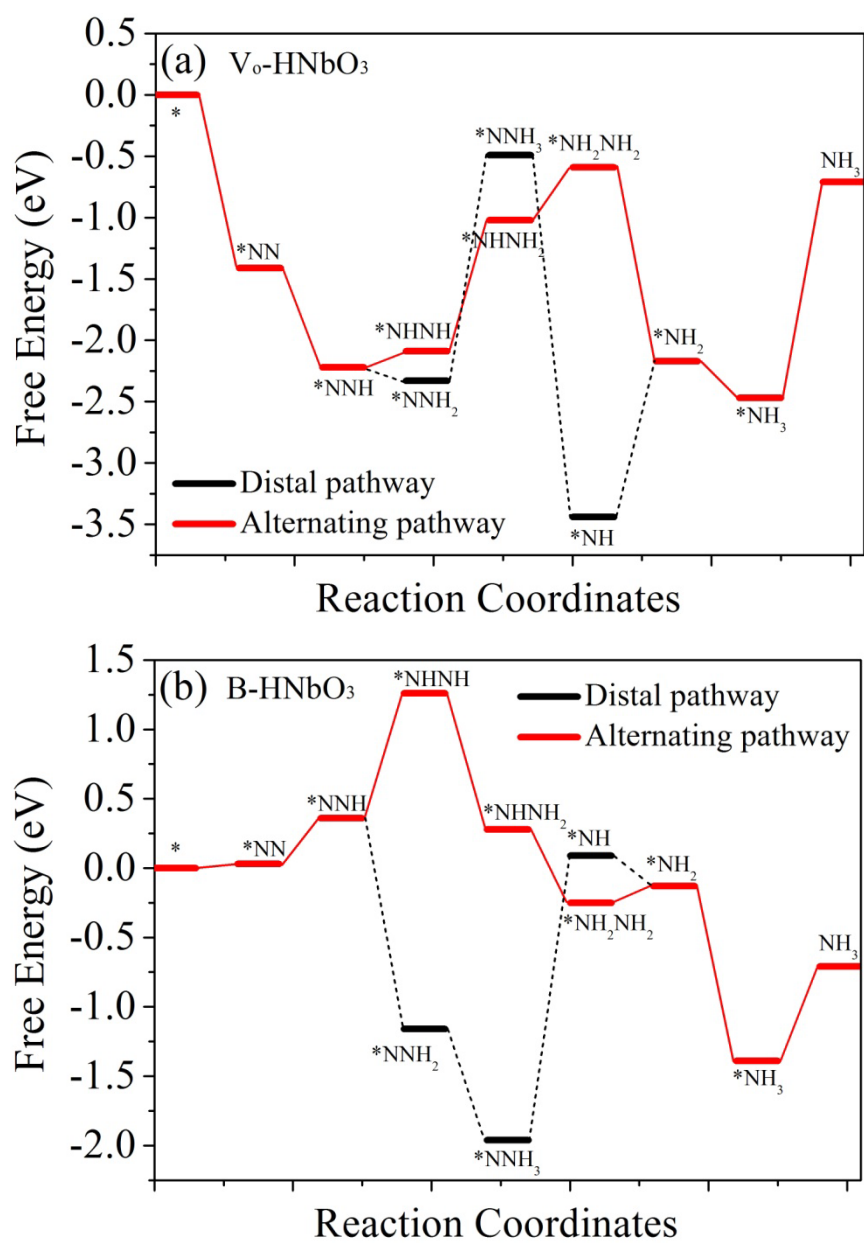 (a) Vₒ-HNbO₃
Free Energy (eV)
0.5
0.0
-0.5
-1.0
-1.5
-2.0
-2.5
-3.0
-3.5
*
*NN
*NNH
*NHNH
*NNH₂
*NNH₃
*NHNH₂
*NH₂NH₂
*NH
*NH₂
*NH₃
NH₃
Distal pathway
Alternating pathway
Reaction Coordinates
(b) B-HNbO₃
Free Energy (eV)
1.5
1.0
0.5
0.0
-0.5
-1.0
-1.5
-2.0
*
*NN
*NNH
*NHNH
*NNH₂
*NHNH₂
*NNH₃
*NH
*NH₂NH₂
*NH₂
*NH₃
NH₃
Distal pathway
Alternating pathway
Reaction Coordinates